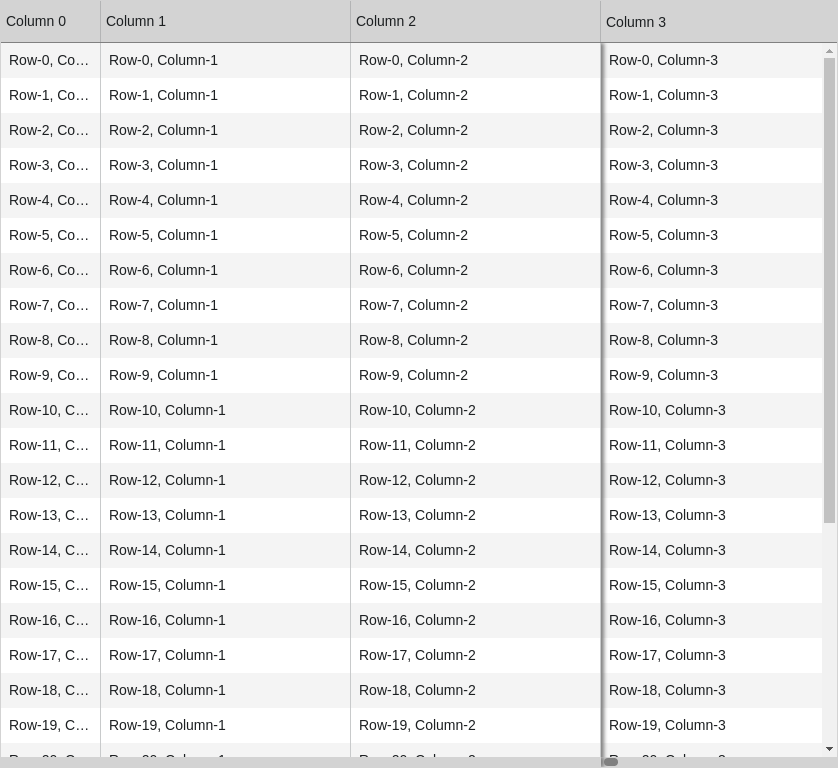 Column 0 Column 1 Column 2 Column 3
Row-0, Co... Row-0, Column-1 Row-0, Column-2 Row-0, Column-3
Row-1, Co... Row-1, Column-1 Row-1, Column-2 Row-1, Column-3
Row-2, Co... Row-2, Column-1 Row-2, Column-2 Row-2, Column-3
Row-3, Co... Row-3, Column-1 Row-3, Column-2 Row-3, Column-3
Row-4, Co... Row-4, Column-1 Row-4, Column-2 Row-4, Column-3
Row-5, Co... Row-5, Column-1 Row-5, Column-2 Row-5, Column-3
Row-6, Co... Row-6, Column-1 Row-6, Column-2 Row-6, Column-3
Row-7, Co... Row-7, Column-1 Row-7, Column-2 Row-7, Column-3
Row-8, Co... Row-8, Column-1 Row-8, Column-2 Row-8, Column-3
Row-9, Co... Row-9, Column-1 Row-9, Column-2 Row-9, Column-3
Row-10, C... Row-10, Column-1 Row-10, Column-2 Row-10, Column-3
Row-11, C... Row-11, Column-1 Row-11, Column-2 Row-11, Column-3
Row-12, C... Row-12, Column-1 Row-12, Column-2 Row-12, Column-3
Row-13, C... Row-13, Column-1 Row-13, Column-2 Row-13, Column-3
Row-14, C... Row-14, Column-1 Row-14, Column-2 Row-14, Column-3
Row-15, C... Row-15, Column-1 Row-15, Column-2 Row-15, Column-3
Row-16, C... Row-16, Column-1 Row-16, Column-2 Row-16, Column-3
Row-17, C... Row-17, Column-1 Row-17, Column-2 Row-17, Column-3
Row-18, C... Row-18, Column-1 Row-18, Column-2 Row-18, Column-3
Row-19, C... Row-19, Column-1 Row-19, Column-2 Row-19, Column-3